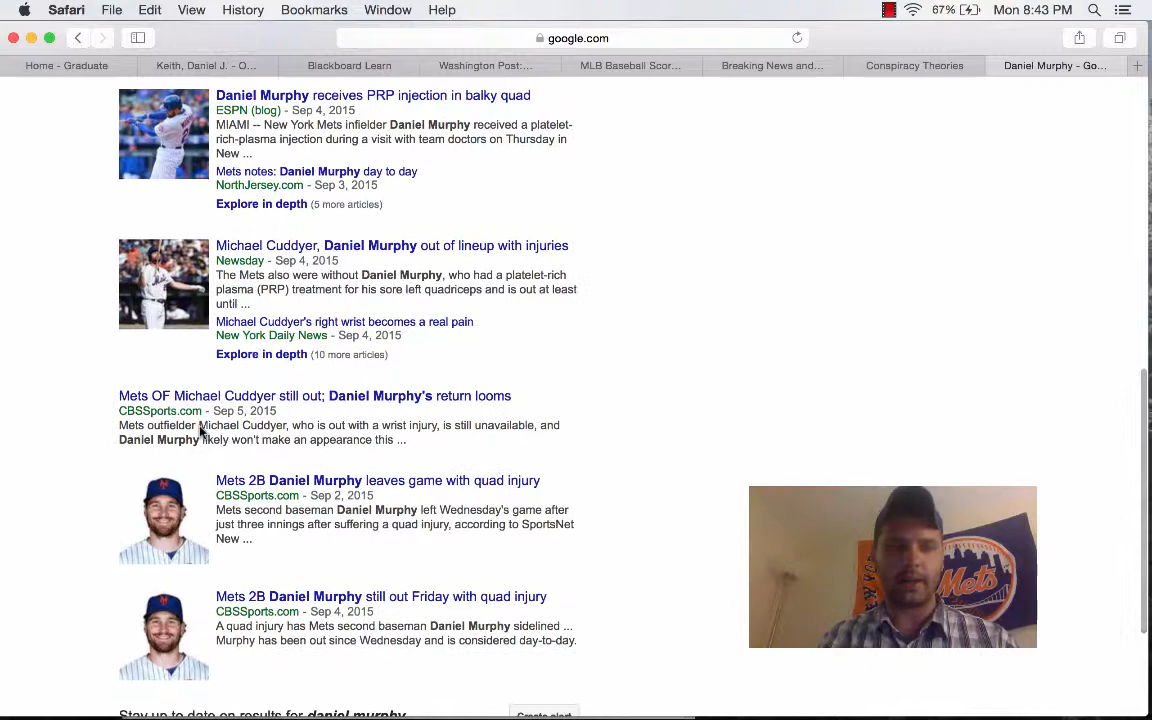 Safari File Edit View History Bookmarks Window Help 67% Mon 8:43 PM
google.com
Home - Graduate Keith, Daniel J. - O... Blackboard Learn Washington Post:... MLB Baseball Scor... Breaking News and... Conspiracy Theories Daniel Murphy - Go...
Daniel Murphy receives PRP injection in balky quad
ESPN (blog) - Sep 4, 2015
MIAMI -- New York Mets infielder Daniel Murphy received a platelet-
rich-plasma injection during a visit with team doctors on Thursday in
New ...
Mets notes: Daniel Murphy day to day
NorthJersey.com - Sep 3, 2015
Explore in depth (5 more articles)
Michael Cuddyer, Daniel Murphy out of lineup with injuries
Newsday - Sep 4, 2015
The Mets also were without Daniel Murphy, who had a platelet-rich
plasma (PRP) treatment for his sore left quadriceps and is out at least
until ...
Michael Cuddyer's right wrist becomes a real pain
New York Daily News - Sep 4, 2015
Explore in depth (10 more articles)
Mets OF Michael Cuddyer still out; Daniel Murphy's return looms
CBSSports.com - Sep 5, 2015
Mets outfielder Michael Cuddyer, who is out with a wrist injury, is still unavailable, and
Daniel Murphy likely won't make an appearance this ...
Mets 2B Daniel Murphy leaves game with quad injury
CBSSports.com - Sep 2, 2015
Mets second baseman Daniel Murphy left Wednesday's game after
just three innings after suffering a quad injury, according to SportsNet
New ...
Mets 2B Daniel Murphy still out Friday with quad injury
CBSSports.com - Sep 4, 2015
A quad injury has Mets second baseman Daniel Murphy sidelined ...
Murphy has been out since Wednesday and is considered day-to-day.
Mets
Stay up to date on results for daniel murphy.
Create alert